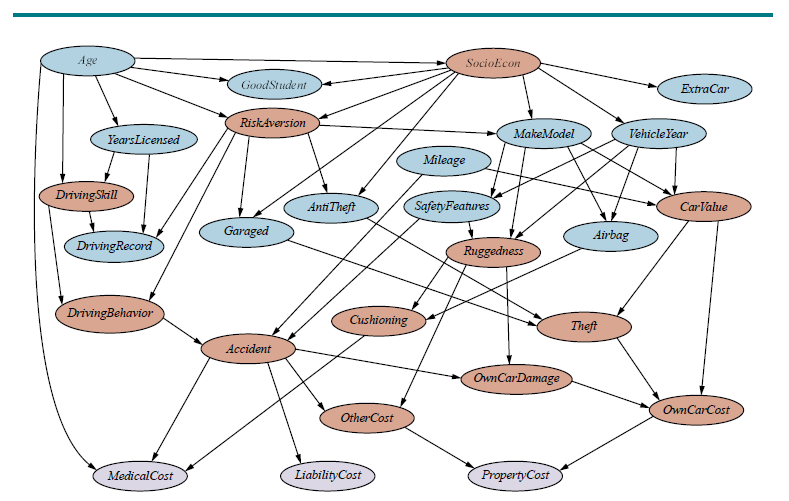 Age
SocioEcon
GoodStudent
ExtraCar
RiskAversion
YearsLicensed
MakeModel
VehicleYear
Mileage
DrivingSkill
AntiTheft
SafetyFeatures
CarValue
Garaged
Airbag
DrivingRecord
Ruggedness
DrivingBehavior
Cushioning
Theft
Accident
OwnCarDamage
OtherCost
OwnCarCost
MedicalCost
LiabilityCost
PropertyCost